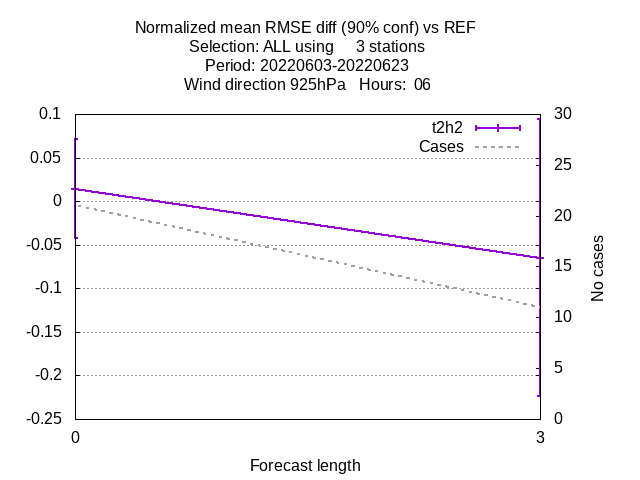 Normalized mean RMSE diff (90% conf) vs REF
Selection: ALL using     3 stations
Period: 20220603-20220623
Wind direction 925hPa   Hours:  06
t2h2
Cases
0.1
0.05
0
-0.05
-0.1
-0.15
-0.2
-0.25
30
25
20
15
10
5
0
No cases
0
3
Forecast length